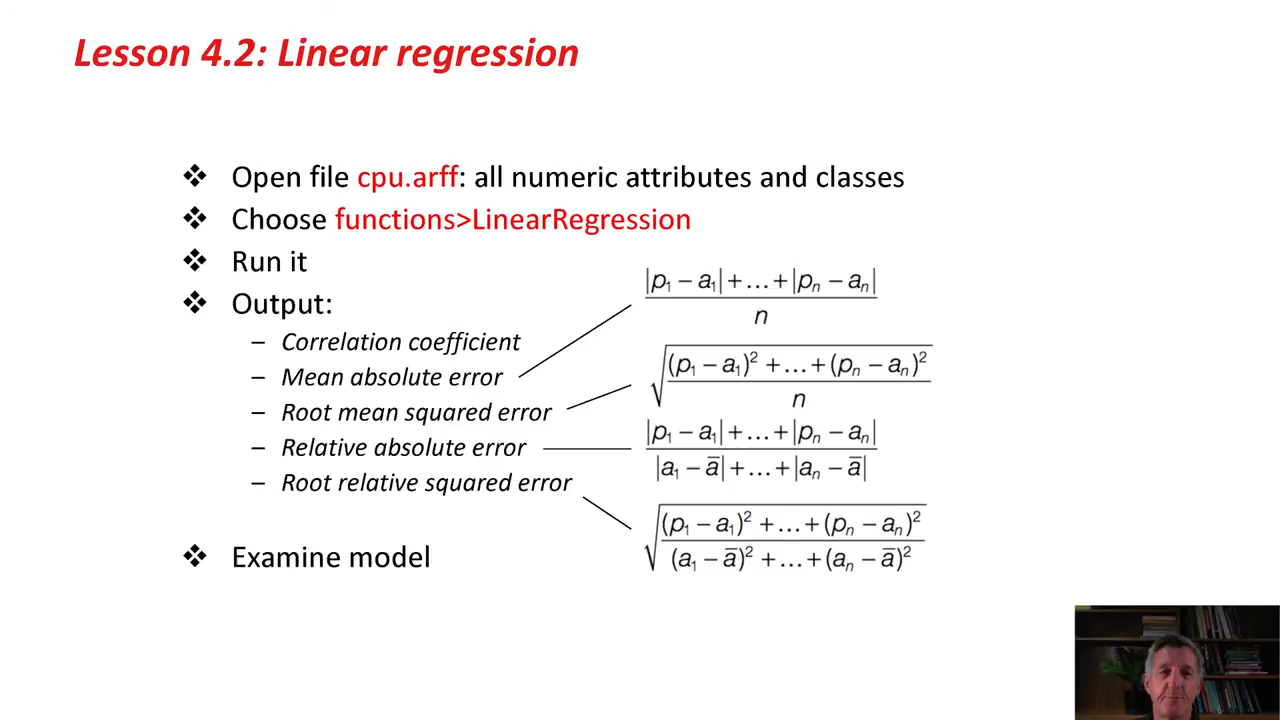 Lesson 4.2: Linear regression
❖ Open file cpu.arff: all numeric attributes and classes
❖ Choose functions>LinearRegression
❖ Run it
❖ Output:
– Correlation coefficient
– Mean absolute error
– Root mean squared error
– Relative absolute error
– Root relative squared error
❖ Examine model
|p₁ − a₁| + … + |pₙ − aₙ|
n
√(p₁ − a₁)² + … + (pₙ − aₙ)²
n
|p₁ − a₁| + … + |pₙ − aₙ|
|a₁ − a̅| + … + |aₙ − a̅|
√(p₁ − a₁)² + … + (pₙ − aₙ)²
(a₁ − a̅)² + … + (aₙ − a̅)²